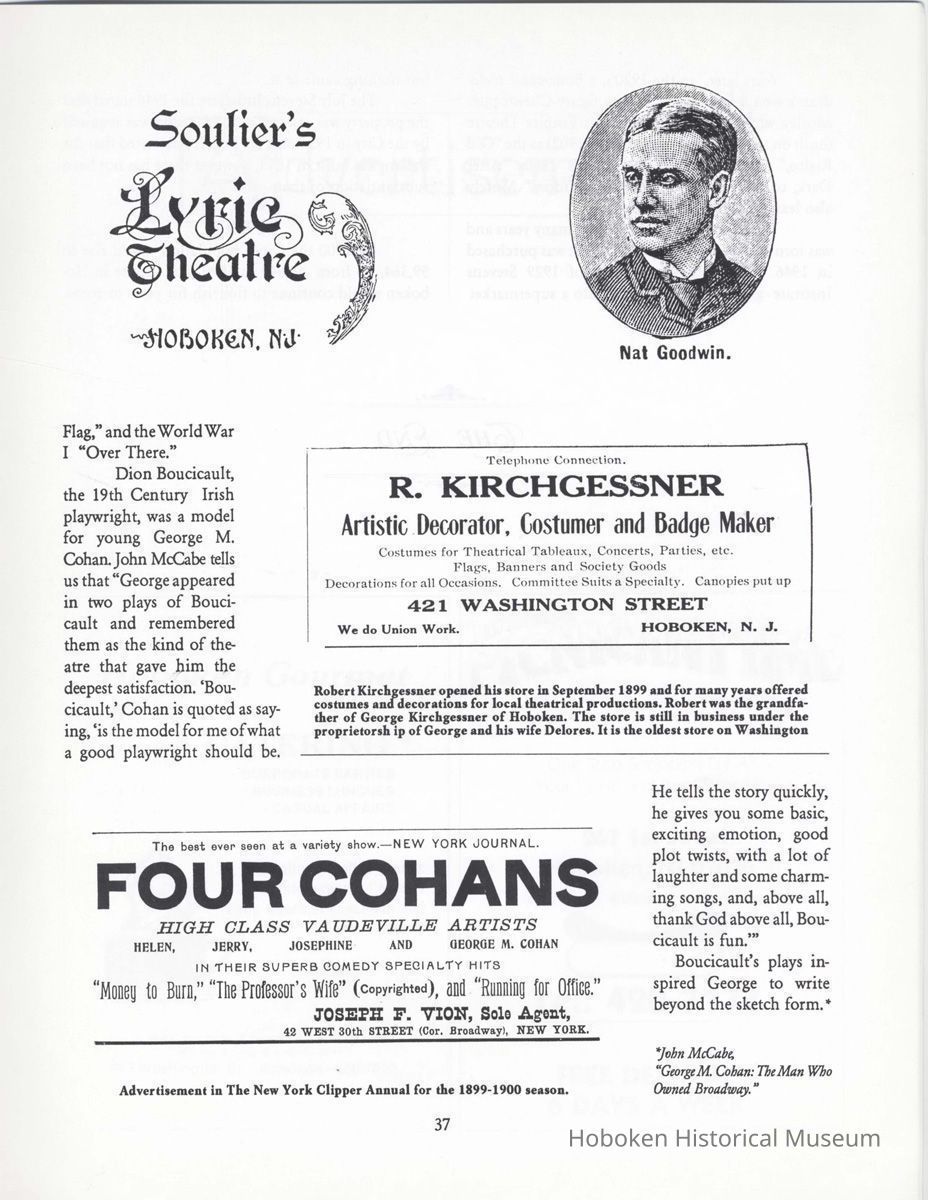 Soulier's
Lyric
Theatre
HOBOKEN, NJ.
Nat Goodwin.
Flag," and the World War
I "Over There."
Dion Boucicault,
the 19th Century Irish
playwright, was a model
for young George M.
Cohan. John McCabe tells
us that "George appeared
in two plays of Bouci-
cault and remembered
them as the kind of the-
atre that gave him the
deepest satisfaction. 'Bou-
cicault,' Cohan is quoted as say-
ing, 'is the model for me of what
a good playwright should be.
Telephone Connection.
R. KIRCHGESSNER
Artistic Decorator, Costumer and Badge Maker
Costumes for Theatrical Tableaux, Concerts, Parties, etc.
Flags, Banners and Society Goods
Decorations for all Occasions. Committee Suits a Specialty. Canopies put up
421 WASHINGTON STREET
We do Union Work. HOBOKEN, N. J.
Robert Kirchgessner opened his store in September 1899 and for many years offered
costumes and decorations for local theatrical productions. Robert was the grandfa-
ther of George Kirchgessner of Hoboken. The store is still in business under the
proprietorsh ip of George and his wife Delores. It is the oldest store on Washington
He tells the story quickly,
he gives you some basic,
exciting emotion, good
plot twists, with a lot of
laughter and some charm-
ing songs, and, above all,
thank God above all, Bou-
cicault is fun.'"
Boucicault's plays in-
spired George to write
beyond the sketch form.*
*John McCabe,
"George M. Cohan: The Man Who
Owned Broadway."
The best ever seen at a variety show.—NEW YORK JOURNAL.
FOUR COHANS
HIGH CLASS VAUDEVILLE ARTISTS
HELEN, JERRY, JOSEPHINE AND GEORGE M. COHAN
IN THEIR SUPERB COMEDY SPECIALTY HITS
"Money to Burn," "The Professor's Wife" (Copyrighted), and "Running for Office."
JOSEPH F. VION, Sole Agent,
42 WEST 30th STREET (Cor. Broadway), NEW YORK.
Advertisement in The New York Clipper Annual for the 1899-1900 season.
37
Hoboken Historical Museum